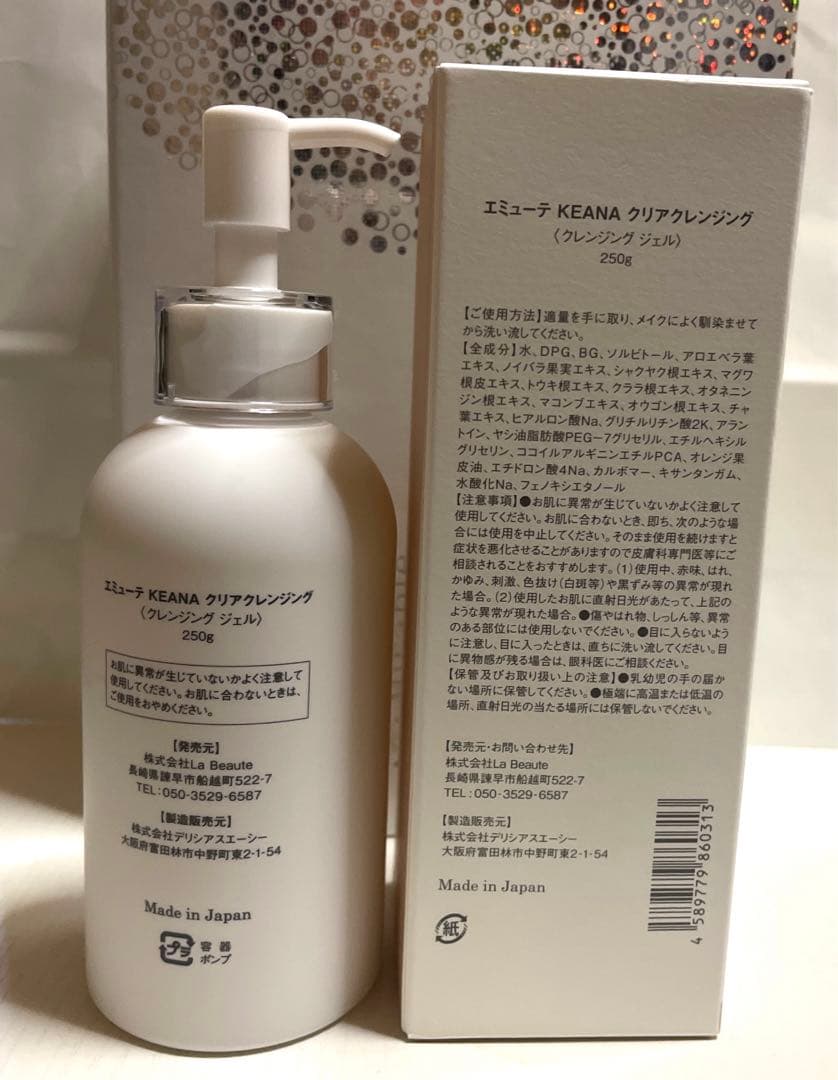 エミューテ KEANA クリアクレンジング
〈クレンジング ジェル〉
250g
お肌に異常が生じていないかよく注意して
使用してください。お肌に合わないときは、
ご使用をおやめください。
【発売元】
株式会社La Beaute
長崎県諫早市船越町522-7
TEL:050-3529-6587
【製造販売元】
株式会社デリシアスエーシー
大阪府富田林市中野町東2-1-54
Made in Japan
プラ
容器
ポンプ
エミューテ KEANA クリアクレンジング
〈クレンジング ジェル〉
250g
【ご使用方法】適量を手に取り、メイクによく馴染ませて
から洗い流してください。
【全成分】水、DPG、BG、ソルビトール、アロエベラ葉
エキス、ノイバラ果実エキス、シャクヤク根エキス、マグワ
根皮エキス、トウキ根エキス、クララ根エキス、オタネニン
ジン根エキス、マコンブエキス、オウゴン根エキス、チャ
葉エキス、ヒアルロン酸Na、グリチルリチン酸2K、アラン
トイン、ヤシ油脂肪酸PEG-7グリセリル、エチルヘキシル
グリセリン、ココイルアルギニンエチルPCA、オレンジ果
皮油、エチドロン酸4Na、カルボマー、キサンタンガム、
水酸化Na、フェノキシエタノール
【注意事項】●お肌に異常が生じていないかよく注意して
使用してください。お肌に合わないとき、即ち、次のような場
合には使用を中止してください。そのまま使用を続けますと
症状を悪化させることがありますので皮膚科専門医等にご
相談されることをおすすめします。(1)使用中、赤味、はれ、
かゆみ、刺激、色抜け(白斑等)や黒ずみ等の異常が現れ
た場合。(2)使用したお肌に直射日光があたって、上記の
ような異常が現れた場合。●傷やはれ物、しっしん等、異常
のある部位には使用しないでください。●目に入らないよう
に注意し、目に入ったときは、直ちに洗い流してください。目
に異物感が残る場合は、眼科医にご相談ください。
【保管及びお取り扱い上の注意】●乳幼児の手の届か
ない場所に保管してください。●極端に高温または低温の
場所、直射日光の当たる場所には保管しないでください。
【発売元・お問い合わせ先】
株式会社La Beaute
長崎県諫早市船越町522-7
TEL:050-3529-6587
【製造販売元】
株式会社デリシアスエーシー
大阪府富田林市中野町東2-1-54
Made in Japan
紙
4 589779 860313